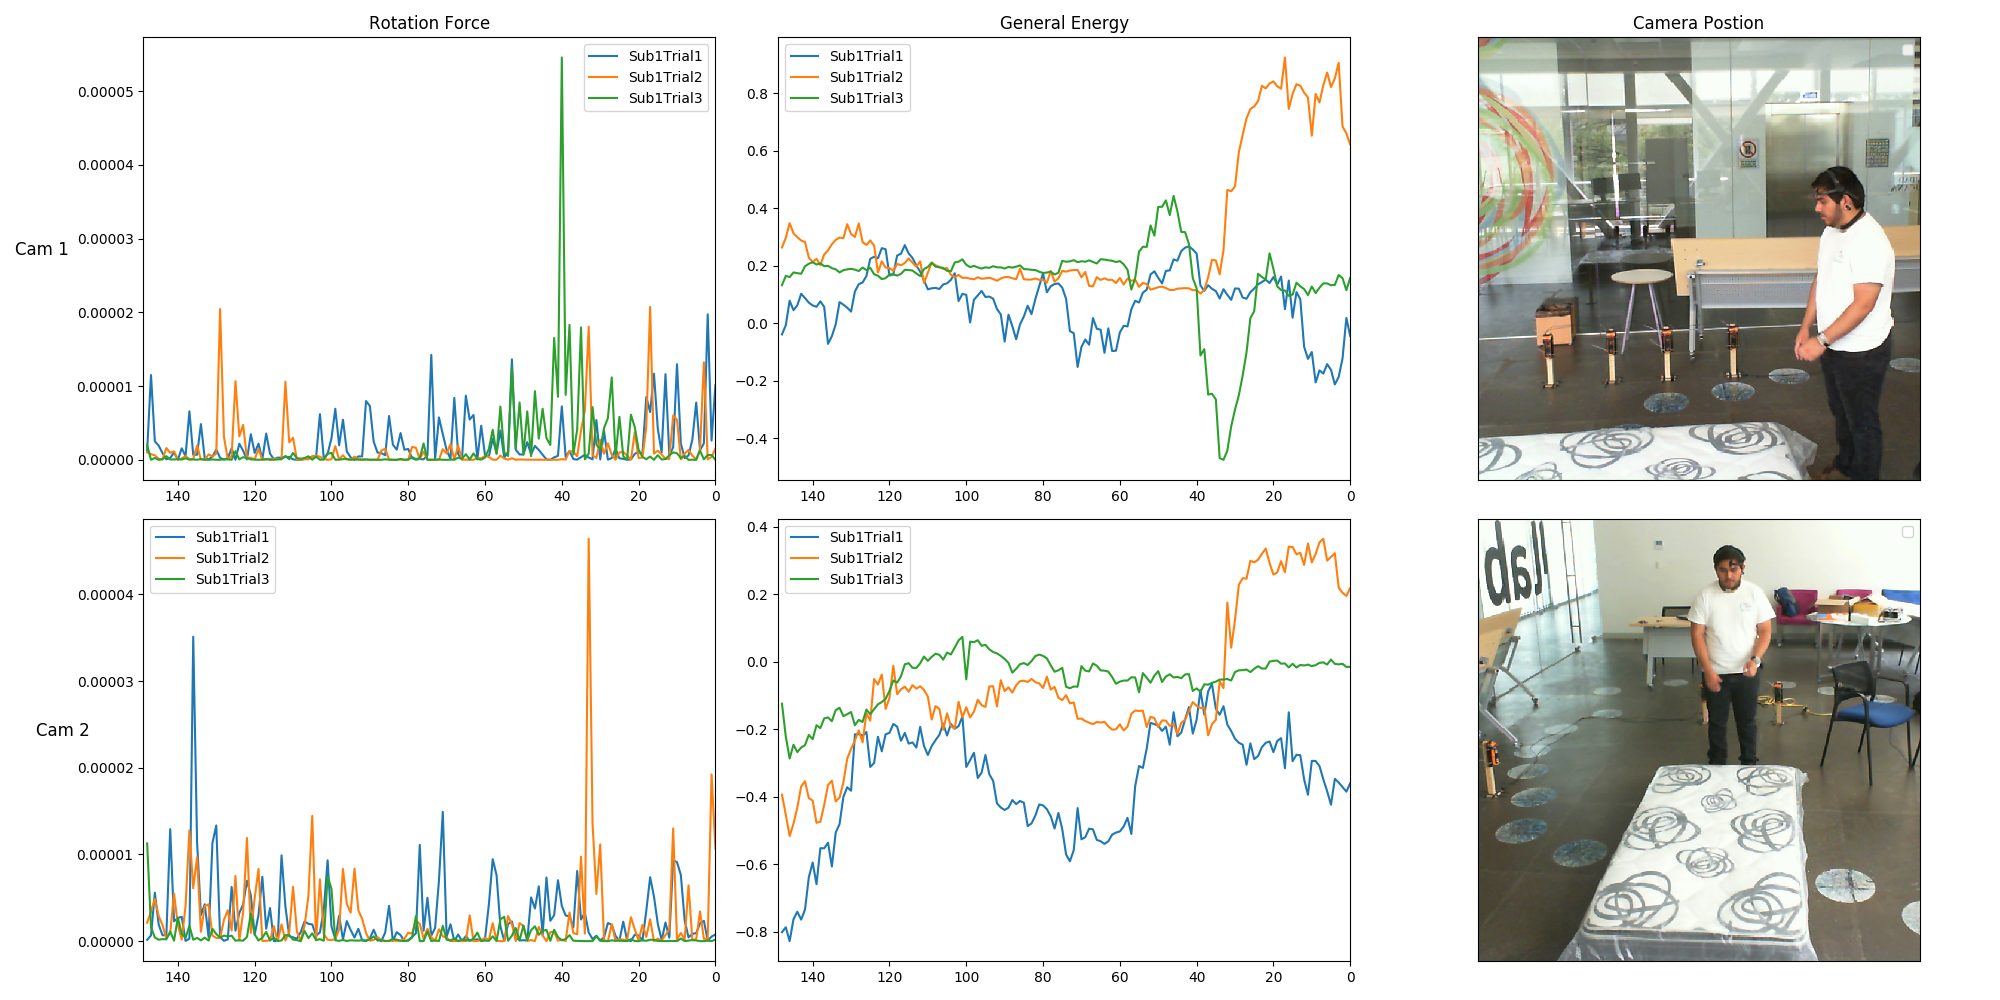 Rotation Force
General Energy
Camera Postion
Cam 1
0.00005
0.00004
0.00003
0.00002
0.00001
0.00000
Sub1Trial1
Sub1Trial2
Sub1Trial3
140 120 100 80 60 40 20 0
0.8
0.6
0.4
0.2
0.0
−0.2
−0.4
Sub1Trial1
Sub1Trial2
Sub1Trial3
140 120 100 80 60 40 20 0
Cam 2
0.00004
0.00003
0.00002
0.00001
0.00000
Sub1Trial1
Sub1Trial2
Sub1Trial3
140 120 100 80 60 40 20 0
0.4
0.2
0.0
−0.2
−0.4
−0.6
−0.8
Sub1Trial1
Sub1Trial2
Sub1Trial3
140 120 100 80 60 40 20 0